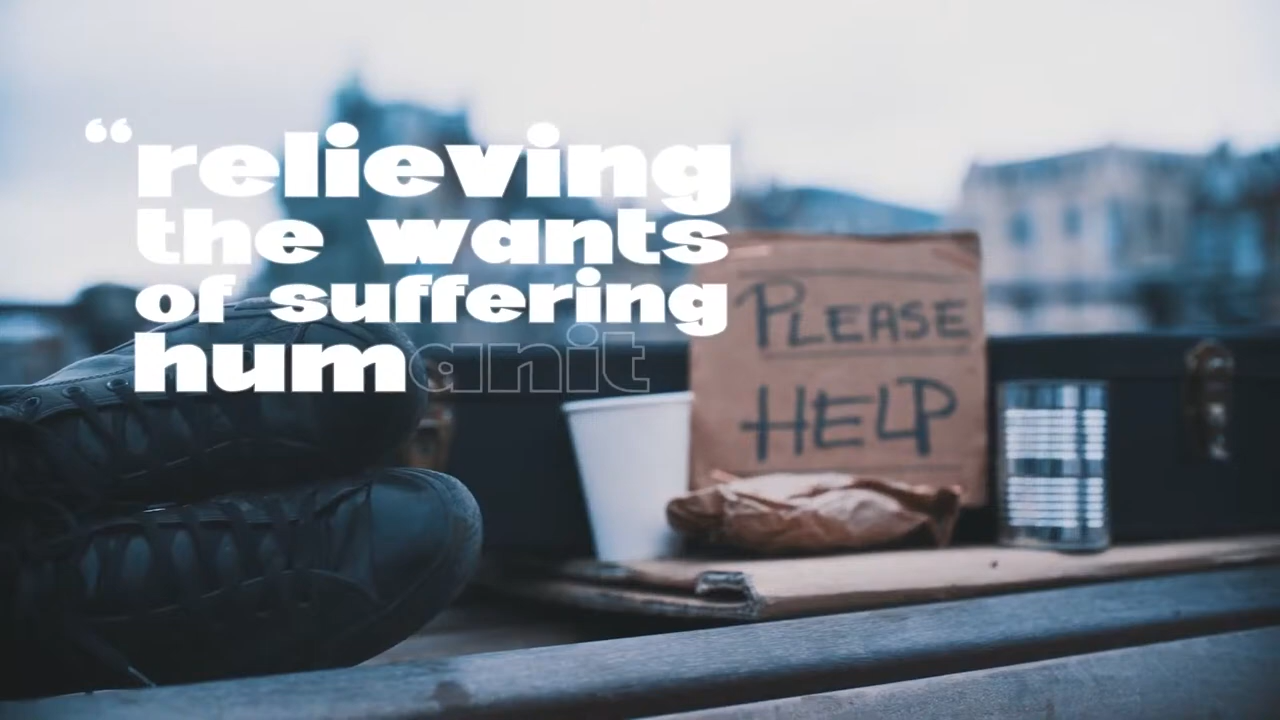 “relieving
the wants
of suffering
humanit
PLEASE
HELP